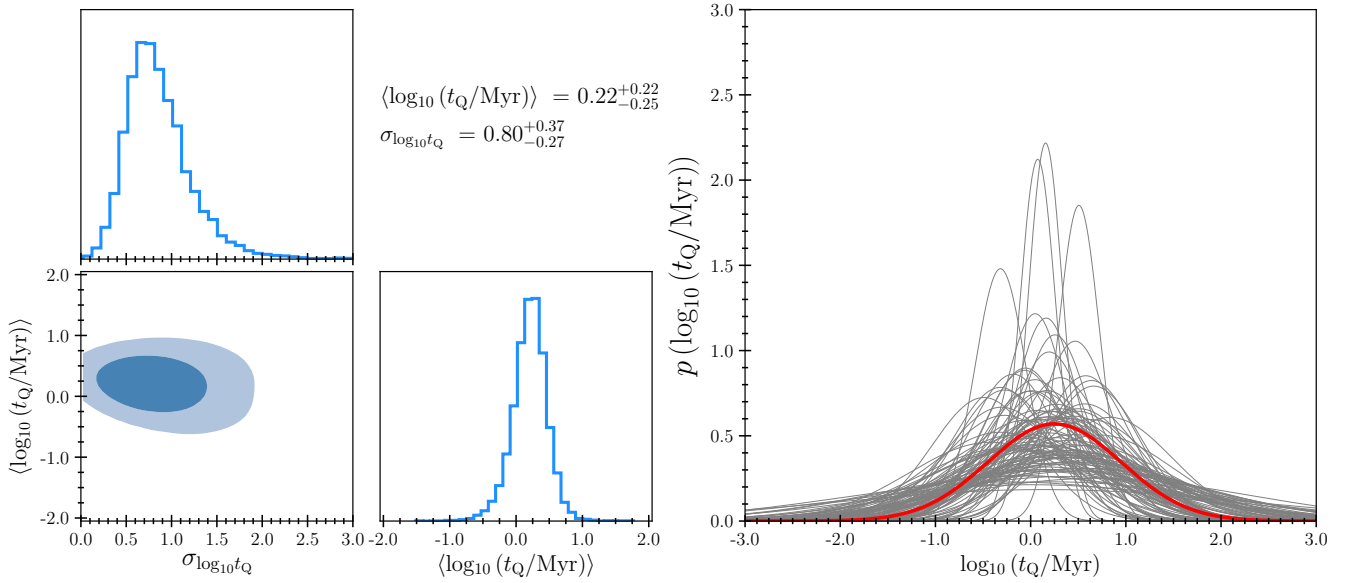 ⟨log₁₀ (t_Q/Myr)⟩ = 0.22^{+0.22}_{-0.25}
σ_{log₁₀ t_Q} = 0.80^{+0.37}_{-0.27}
2.0
1.0
0.0
-1.0
-2.0
⟨log₁₀ (t_Q/Myr)⟩
0.0 0.5 1.0 1.5 2.0 2.5 3.0
σ_{log₁₀ t_Q}
-2.0 -1.0 0.0 1.0 2.0
⟨log₁₀ (t_Q/Myr)⟩
3.0
2.5
2.0
1.5
1.0
0.5
0.0
p (log₁₀ (t_Q/Myr))
-3.0 -2.0 -1.0 0.0 1.0 2.0 3.0
log₁₀ (t_Q/Myr)